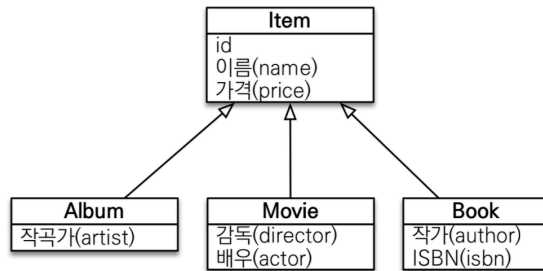 Item
id
이름(name)
가격(price)
Album
작곡가(artist)
Movie
감독(director)
배우(actor)
Book
작가(author)
ISBN(isbn)